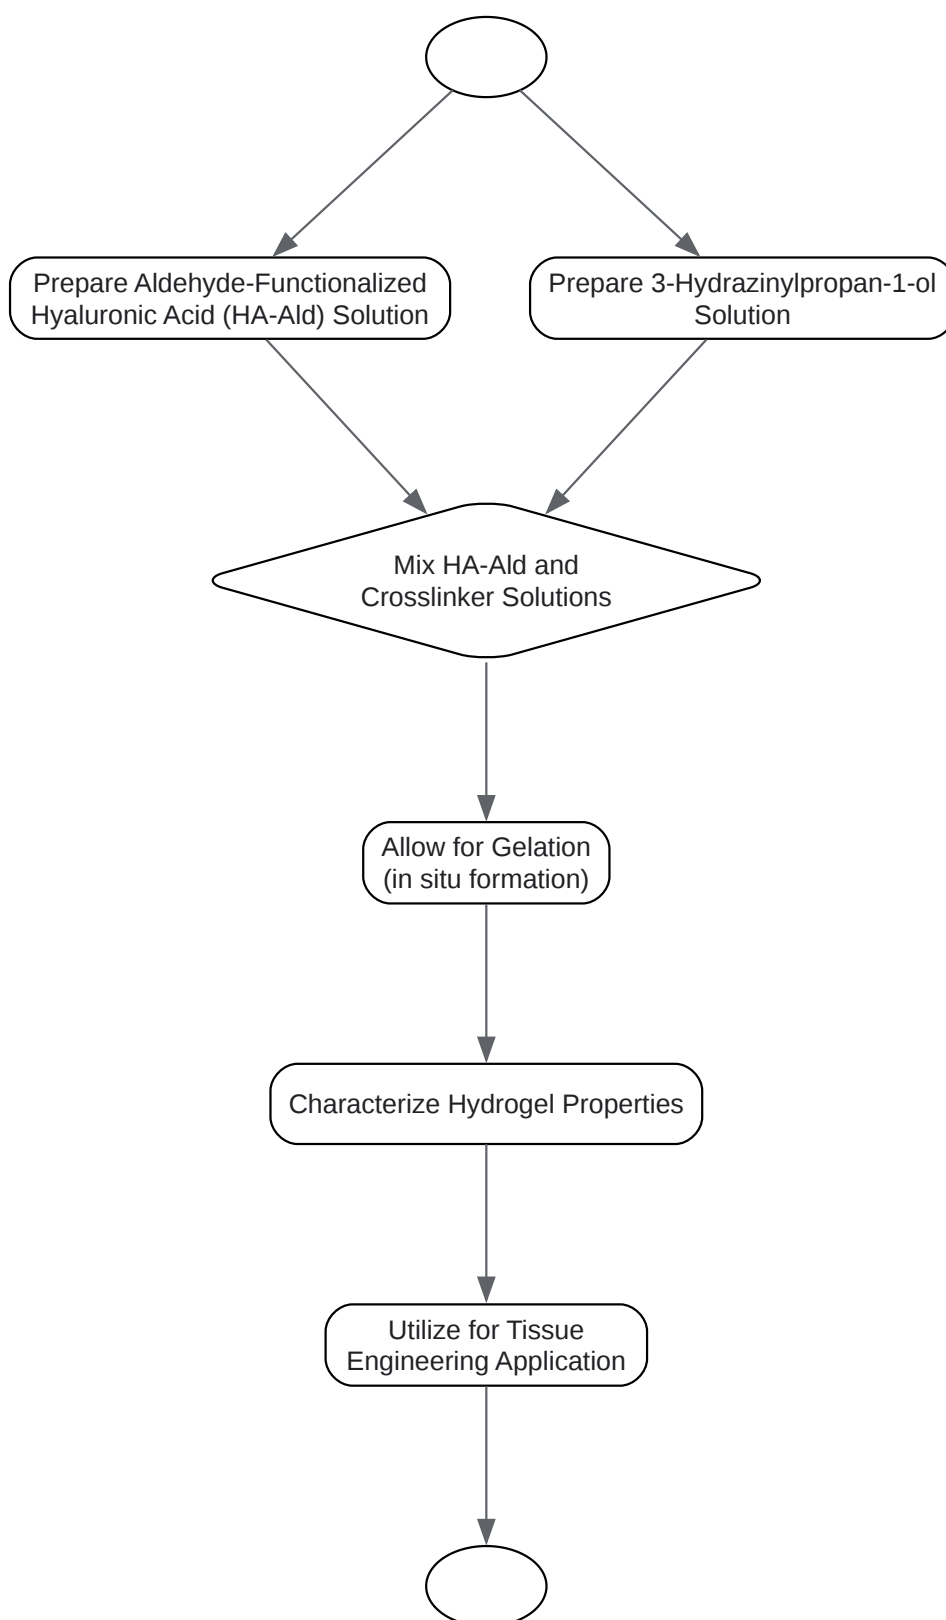 Prepare Aldehyde-Functionalized
Hyaluronic Acid (HA-Ald) Solution
Prepare 3-Hydrazinylpropan-1-ol
Solution
Mix HA-Ald and
Crosslinker Solutions
Allow for Gelation
(in situ formation)
Characterize Hydrogel Properties
Utilize for Tissue
Engineering Application